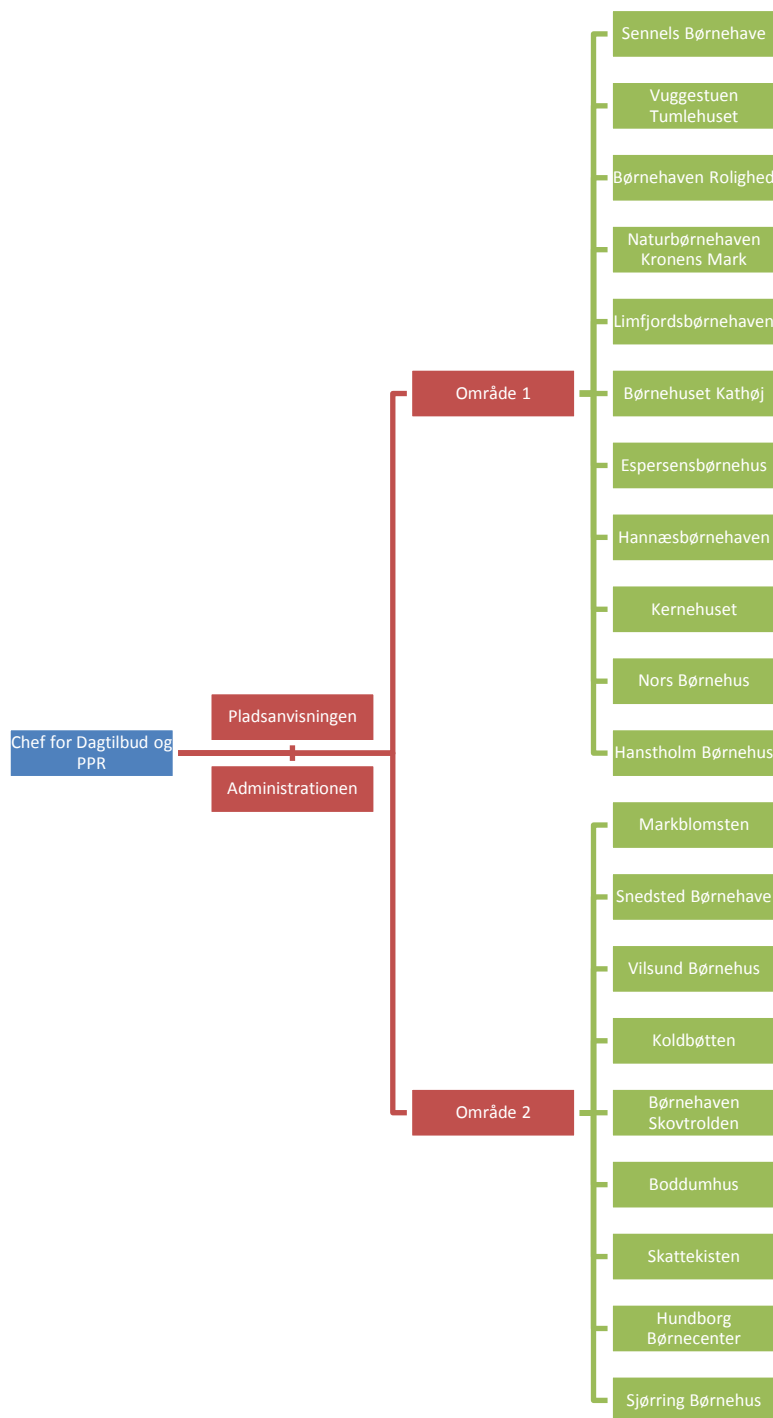 Chef for Dagtilbud og
PPR
Pladsanvisningen
Administrationen
Område 1
Sennels Børnehave
Vuggestuen
Tumlehuset
Børnehaven Rolighed
Naturbørnehaven
Kronens Mark
Limfjordsbørnehaven
Børnehuset Kathøj
Espersensbørnehus
Hannæsbørnehaven
Kernehuset
Nors Børnehus
Hanstholm Børnehus
Område 2
Markblomsten
Snedsted Børnehave
Vilsund Børnehus
Koldbøtten
Børnehaven
Skovtrolden
Boddumhus
Skattekisten
Hundborg
Børnecenter
Sjørring Børnehus